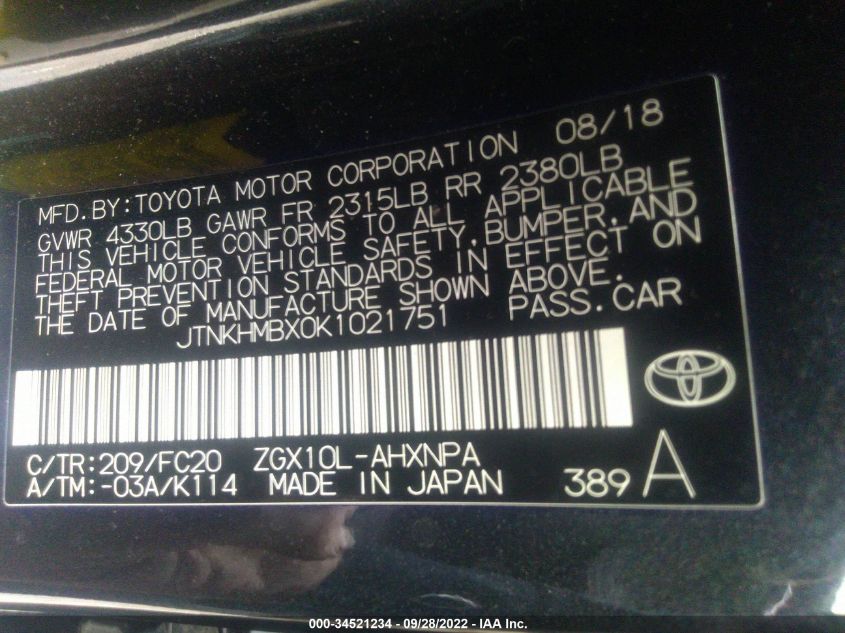 MFD.BY:TOYOTA MOTOR CORPORATION 08/18
GVWR 4330LB GAWR FR 2315LB RR 2380LB
THIS VEHICLE CONFORMS TO ALL APPLICABLE
FEDERAL MOTOR VEHICLE SAFETY,BUMPER,AND
THEFT PREVENTION STANDARDS IN EFFECT ON
THE DATE OF MANUFACTURE SHOWN ABOVE.
JTNKHMBX0K1021751 PASS.CAR
C/TR:209/FC20 ZGX10L-AHXNPA
A/TM:-03A/K114 MADE IN JAPAN 389 A
000-34521234 - 09/28/2022 - IAA Inc.